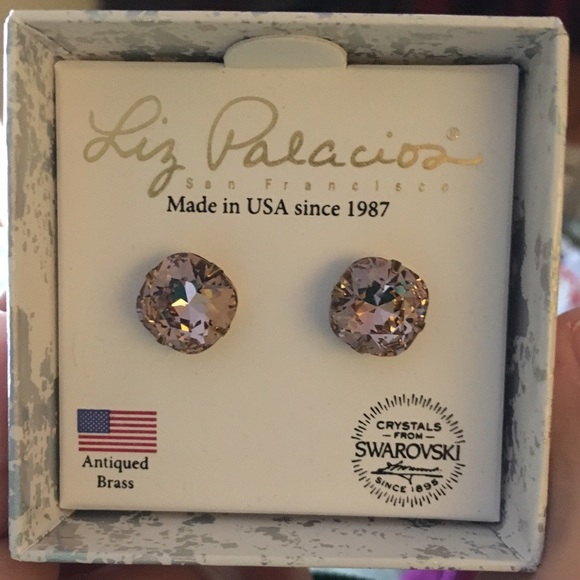 Liz Palacios®
San Francisco
Made in USA since 1987
Antiqued
Brass
CRYSTALS
FROM
SWAROVSKI
SINCE 1895